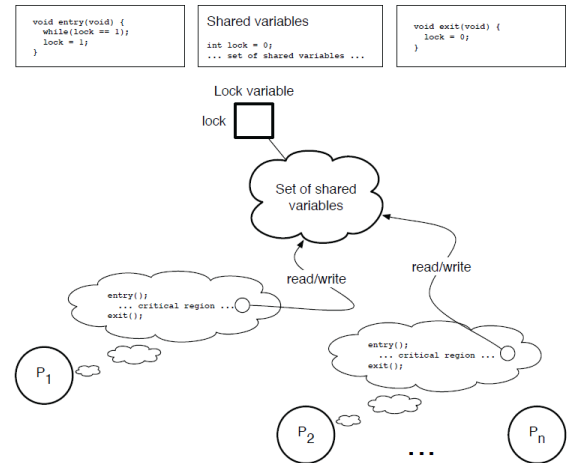 void entry(void) {
while(lock == 1);
lock = 1;
}
Shared variables
int lock = 0;
... set of shared variables ...
void exit(void) {
lock = 0;
}
Lock variable
lock
Set of shared
variables
read/write
read/write
entry();
... critical region ...
exit();
entry();
... critical region ...
exit();
P1
P2
...
Pn